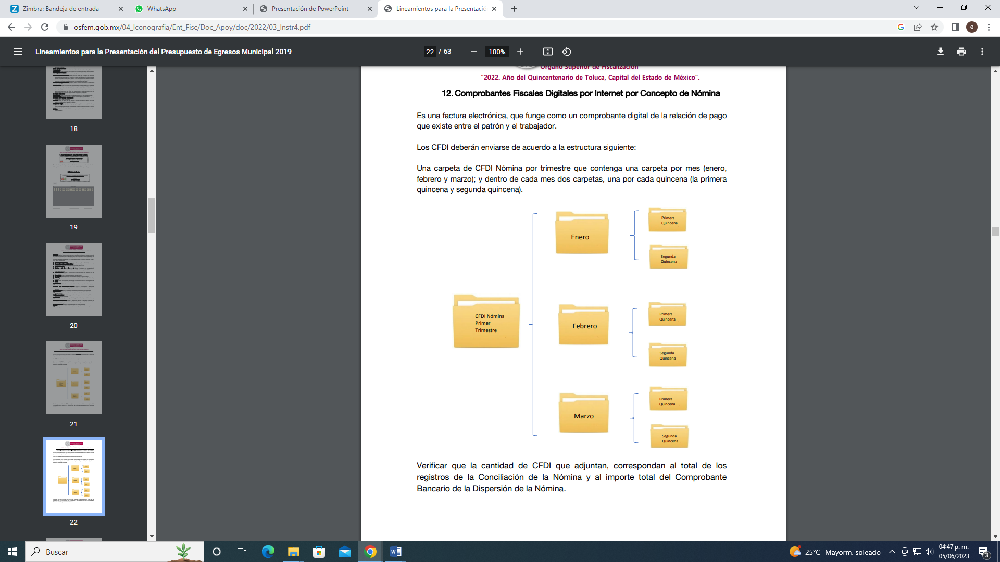 Zimbra: Bandeja de entrada
WhatsApp
Presentación de PowerPoint
Lineamientos para la Presentació
osfem.gob.mx/04_Iconografia/Ent_Fisc/Doc_Apoy/doc/2022/03_Instr4.pdf
e
Lineamientos para la Presentación del Presupuesto de Egresos Municipal 2019
22 / 63
100%
18
19
20
21
22
Órgano Superior de Fiscalización
“2022. Año del Quincentenario de Toluca, Capital del Estado de México”.
12. Comprobantes Fiscales Digitales por Internet por Concepto de Nómina
Es una factura electrónica, que funge como un comprobante digital de la relación de pago
que existe entre el patrón y el trabajador.
Los CFDI deberán enviarse de acuerdo a la estructura siguiente:
Una carpeta de CFDI Nómina por trimestre que contenga una carpeta por mes (enero,
febrero y marzo); y dentro de cada mes dos carpetas, una por cada quincena (la primera
quincena y segunda quincena).
CFDI Nómina
Primer
Trimestre
Enero
Primera
Quincena
Segunda
Quincena
Febrero
Primera
Quincena
Segunda
Quincena
Marzo
Primera
Quincena
Segunda
Quincena
Verificar que la cantidad de CFDI que adjuntan, correspondan al total de los
registros de la Conciliación de la Nómina y al importe total del Comprobante
Bancario de la Dispersión de la Nómina.
Buscar
25°C Mayorm. soleado
04:47 p. m.
05/06/2023
3